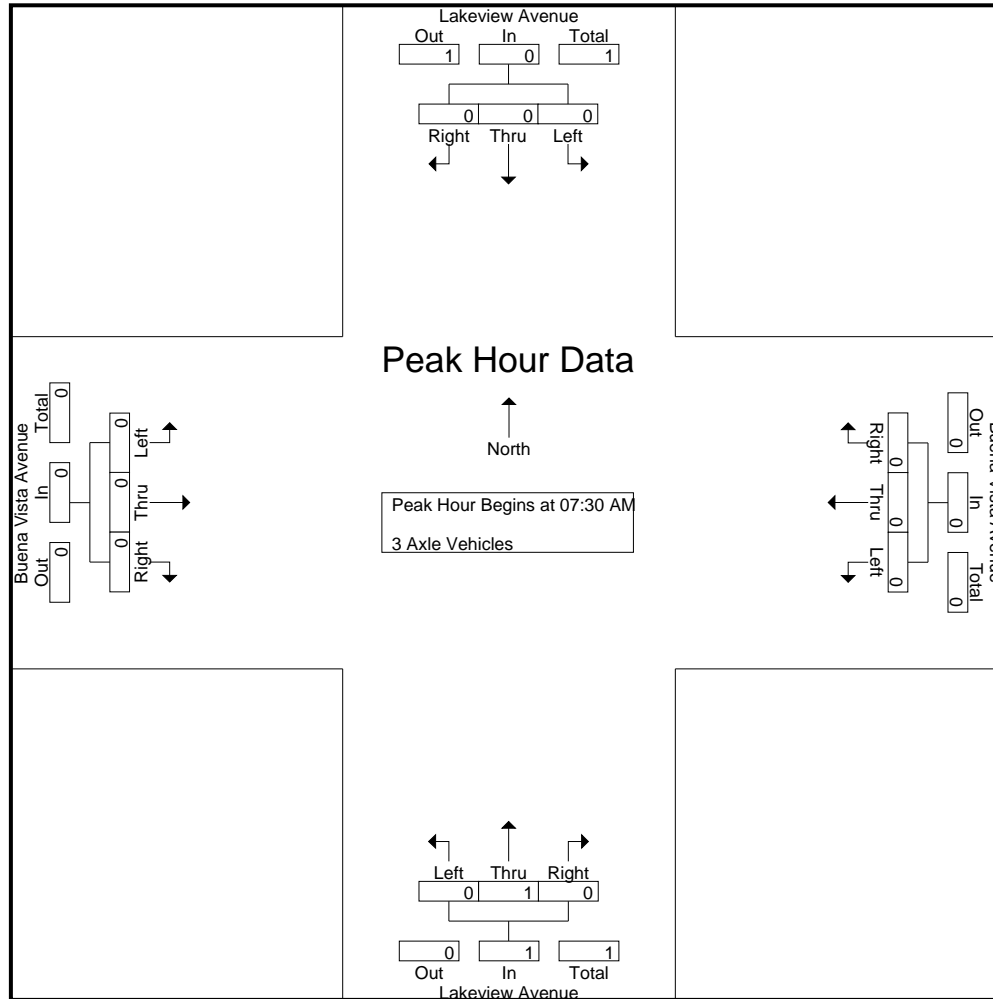 Lakeview Avenue
Out In Total
1 0 1
0 0 0
Right Thru Left
Peak Hour Data
North
Peak Hour Begins at 07:30 AM
3 Axle Vehicles
Buena Vista Avenue
Total In Out
0 0 0
0 0 0
Left Thru Right
Right Thru Left
0 0 0
0 0 0
Out In Total
Left Thru Right
0 1 0
0 1 1
Out In Total
Lakeview Avenue